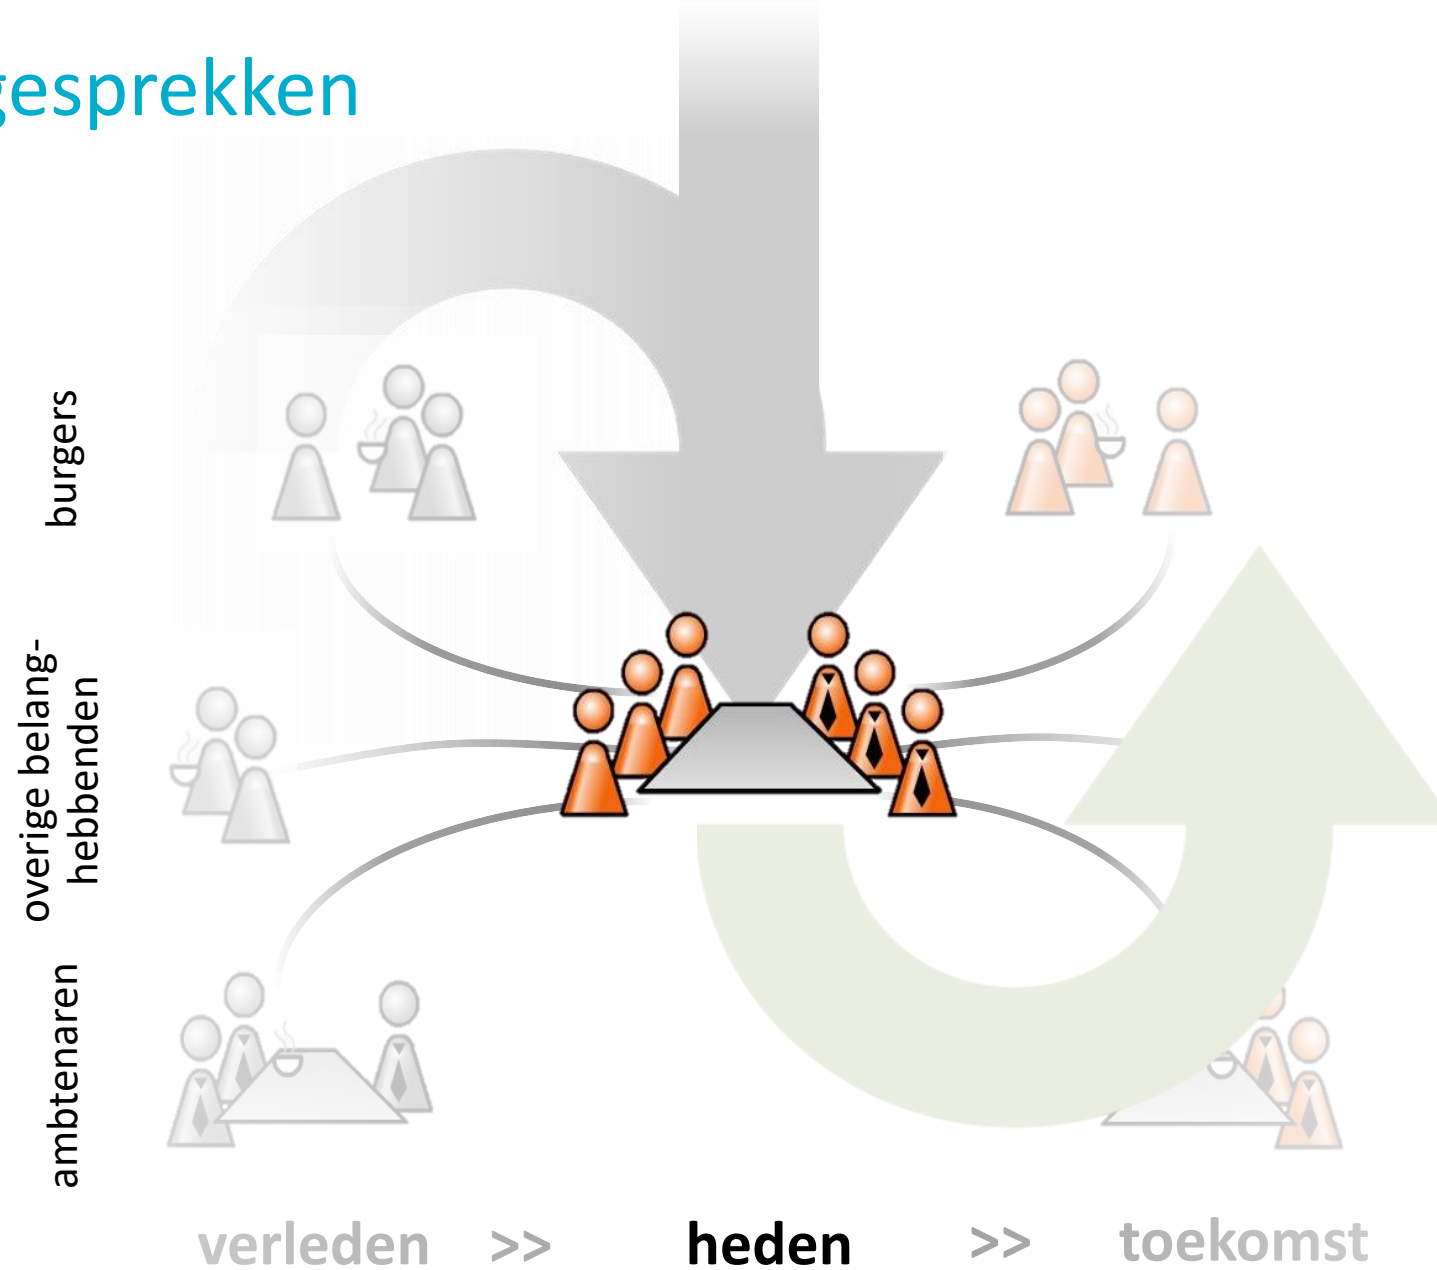 gesprekken
burgers
overige belang-
hebbenden
ambtenaren
verleden >> heden >> toekomst